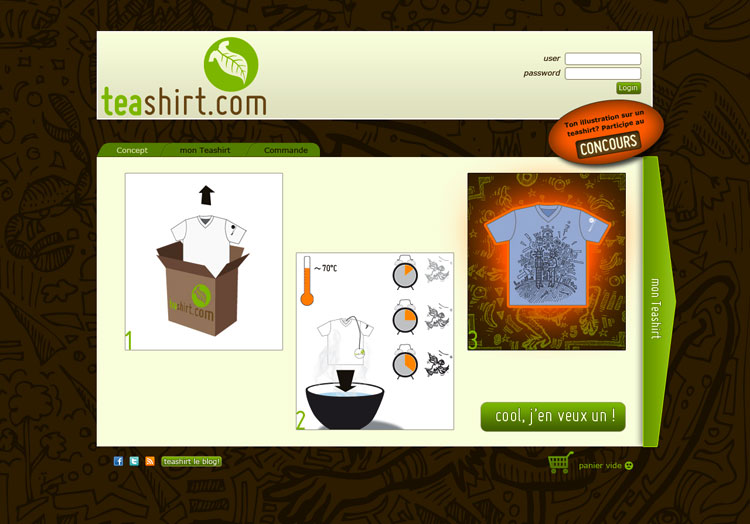 teashirt.com
user
password
Login
Ton illustration sur un
teashirt? Participe au
CONCOURS
Concept / mon Teashirt / Commande
teashirt.com
1
~ 70°C
2
3
mon Teashirt
cool, j'en veux un !
teashirt le blog!
panier vide